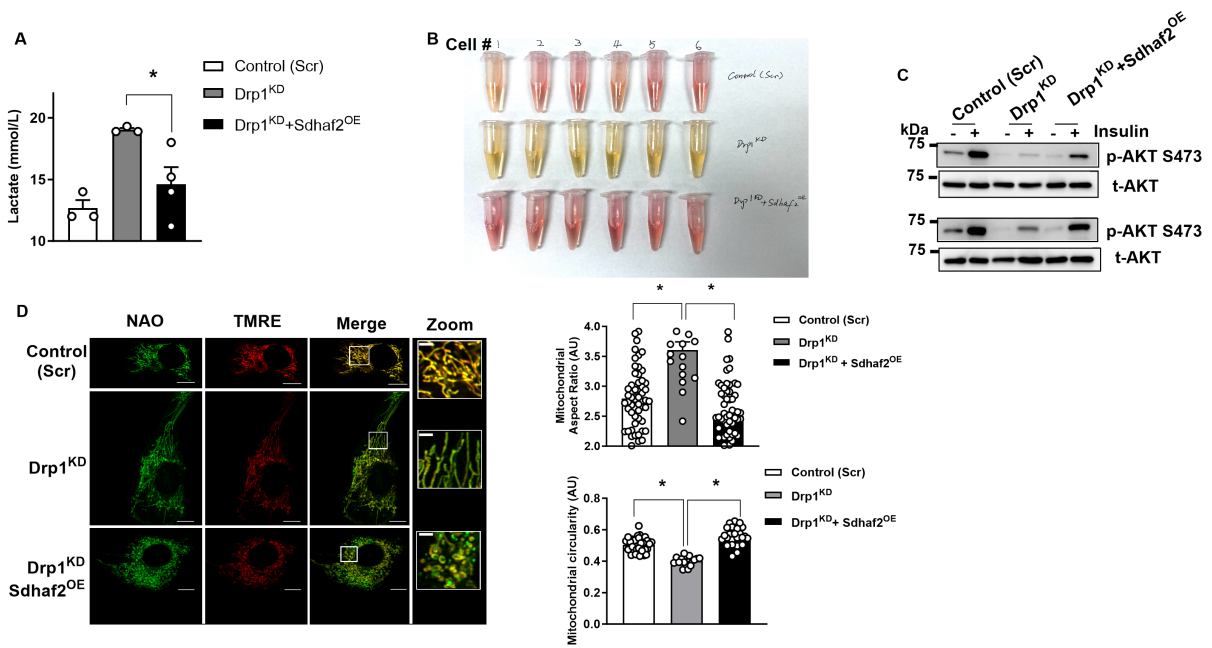 A
Lactate (mmol/L)
20
15
10
*
Control (Scr)
Drp1KD
Drp1KD+Sdhaf2OE
B
Cell # 1 2 3 4 5 6
Control (Scr)
Drp1KD
Drp1KD+Sdhaf2OE
C
Control (Scr)
Drp1KD
Drp1KD+Sdhaf2OE
kDa
- + - + - + Insulin
75 p-AKT S473
75 t-AKT
75 p-AKT S473
75 t-AKT
D
NAO TMRE Merge Zoom
Control
(Scr)
Drp1KD
Drp1KD
Sdhaf2OE
* *
Mitochondrial
Aspect Ratio (AU)
4.0
3.5
3.0
2.5
2.0
Control (Scr)
Drp1KD
Drp1KD + Sdhaf2OE
Mitochondrial circularity (AU)
0.8
0.6
0.4
0.2
0.0
* *
Control (Scr)
Drp1KD
Drp1KD+ Sdhaf2OE